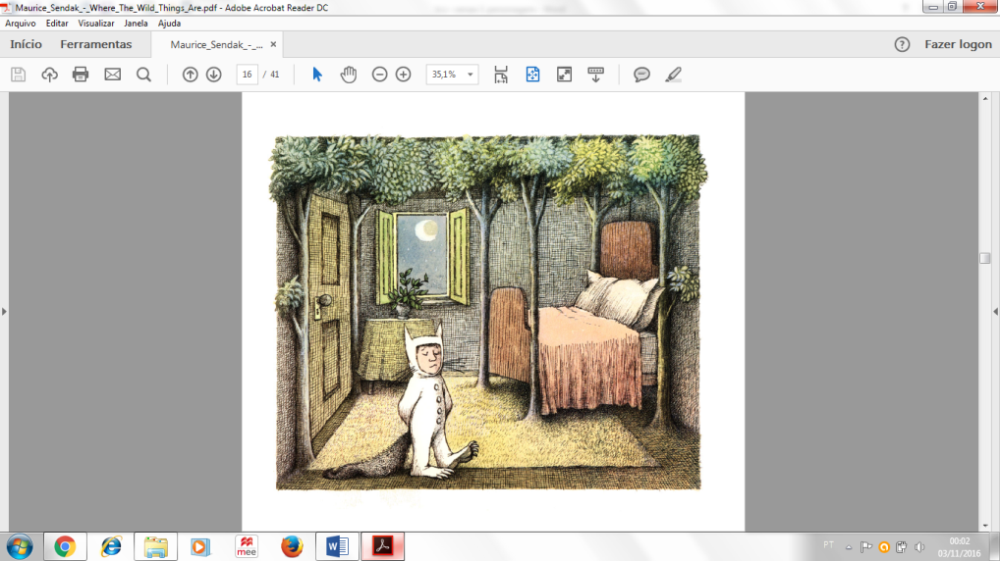 Maurice_Sendak_-_Where_The_Wild_Things_Are.pdf - Adobe Acrobat Reader DC
Arquivo Editar Visualizar Janela Ajuda
Início Ferramentas Maurice_Sendak_-_... × Fazer logon
16 / 41 35,1%
mee
PT 00:02
03/11/2016